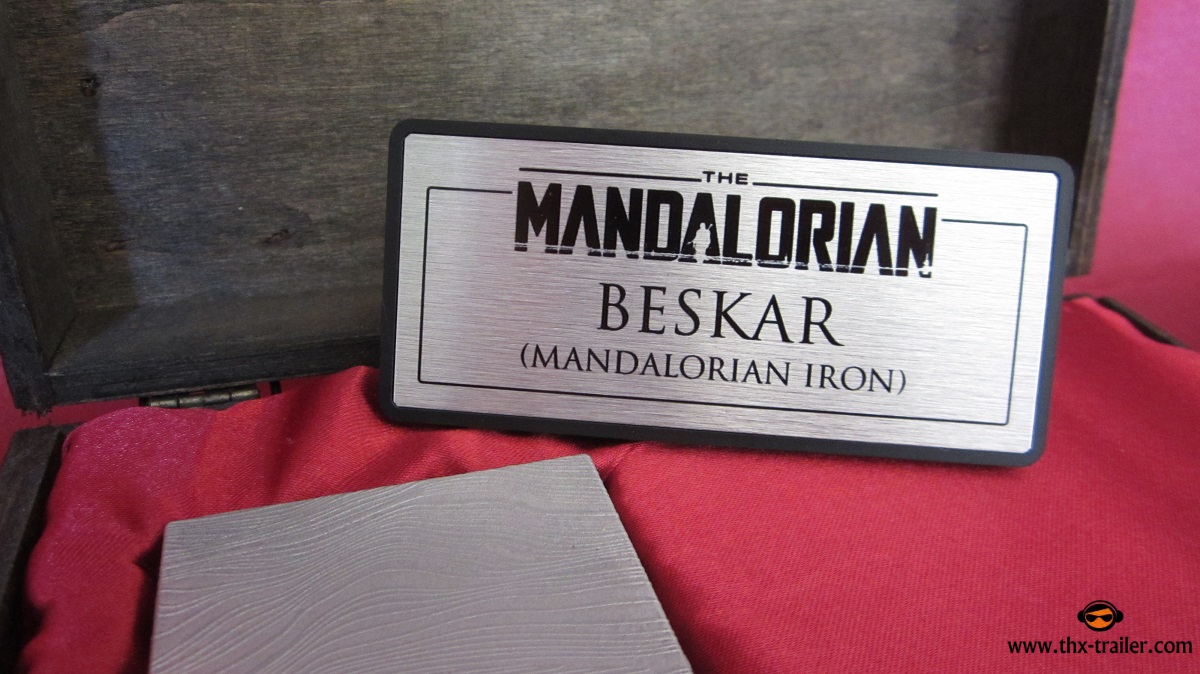 THE
MANDALORIAN
BESKAR
(MANDALORIAN IRON)
www.thx-trailer.com